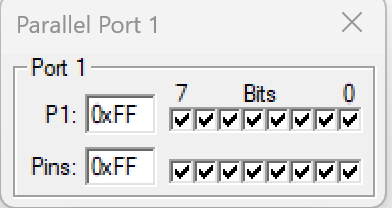 Parallel Port 1
Port 1
7 Bits 0
P1: 0xFF
Pins: 0xFF